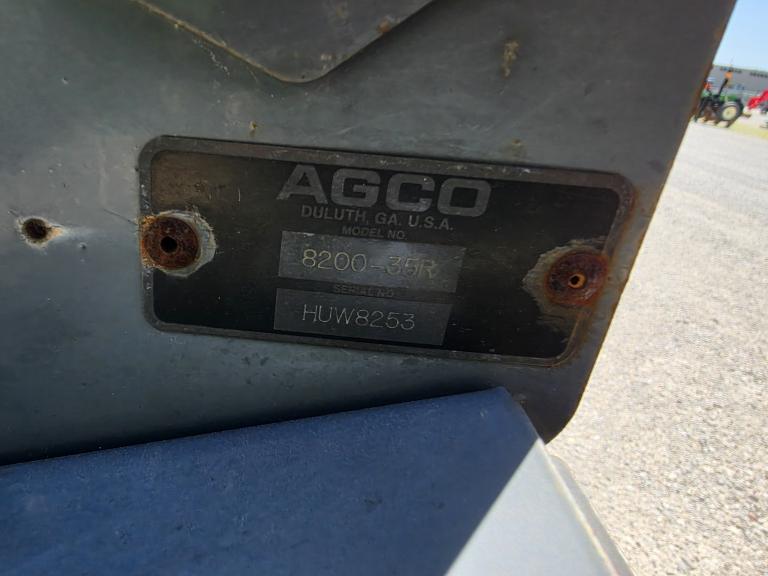 AGCO
DULUTH, GA. U.S.A.
MODEL NO.
8200-35R
SERIAL NO.
HUW8253